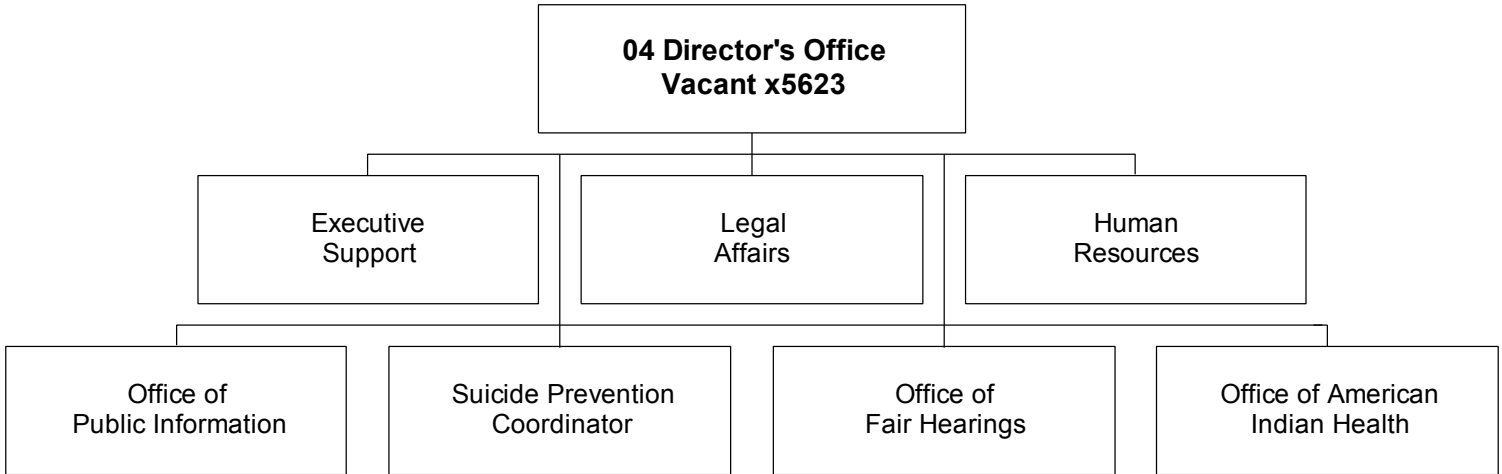 04 Director's Office
Vacant x5623
Executive
Support
Legal
Affairs
Human
Resources
Office of
Public Information
Suicide Prevention
Coordinator
Office of
Fair Hearings
Office of American
Indian Health